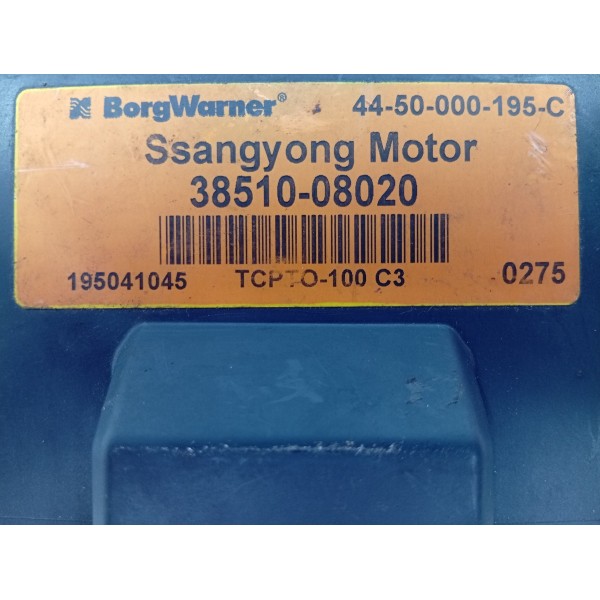 BorgWarner® 44-50-000-195-C
Ssangyong Motor
38510-08020
195041045 TCPTO-100 C3 0275